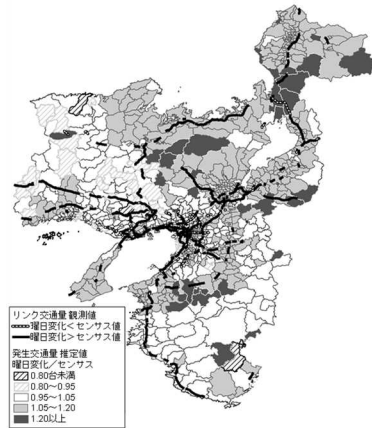 リンク交通量 観測値
曜日変化<センサス値
曜日変化>センサス値
発生交通量 推定値
曜日変化／センサス
0.80台未満
0.80～0.95
0.95～1.05
1.05～1.20
1.20以上